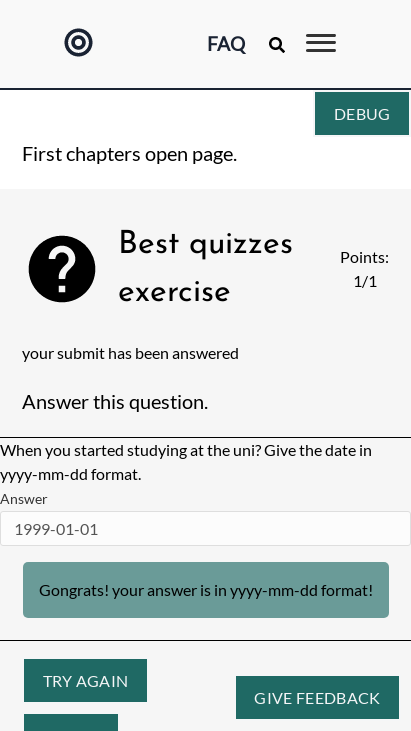 FAQ
DEBUG
First chapters open page.
Best quizzes
exercise
Points:
1/1
your submit has been answered
Answer this question.
When you started studying at the uni? Give the date in
yyyy-mm-dd format.
Answer
1999-01-01
Gongrats! your answer is in yyyy-mm-dd format!
TRY AGAIN
GIVE FEEDBACK